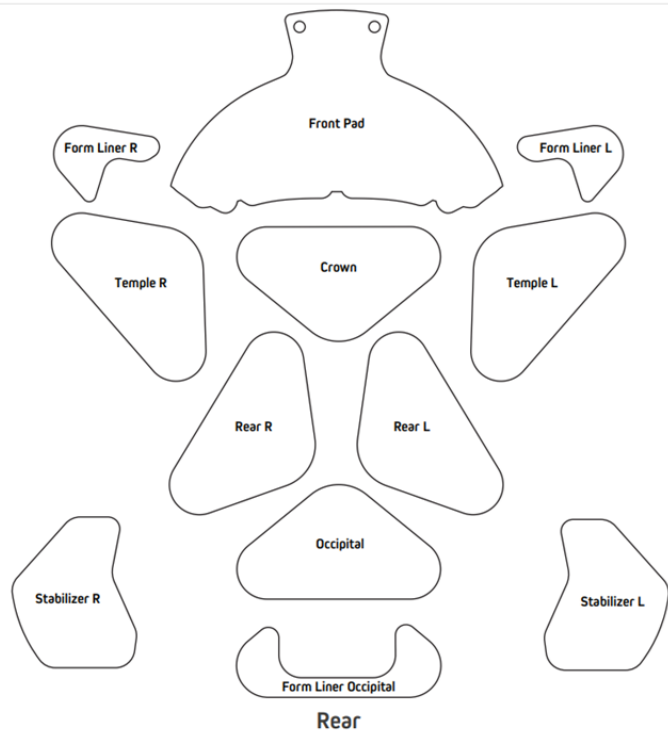 Front Pad
Form Liner R
Form Liner L
Temple R
Crown
Temple L
Rear R
Rear L
Occipital
Stabilizer R
Stabilizer L
Form Liner Occipital
Rear